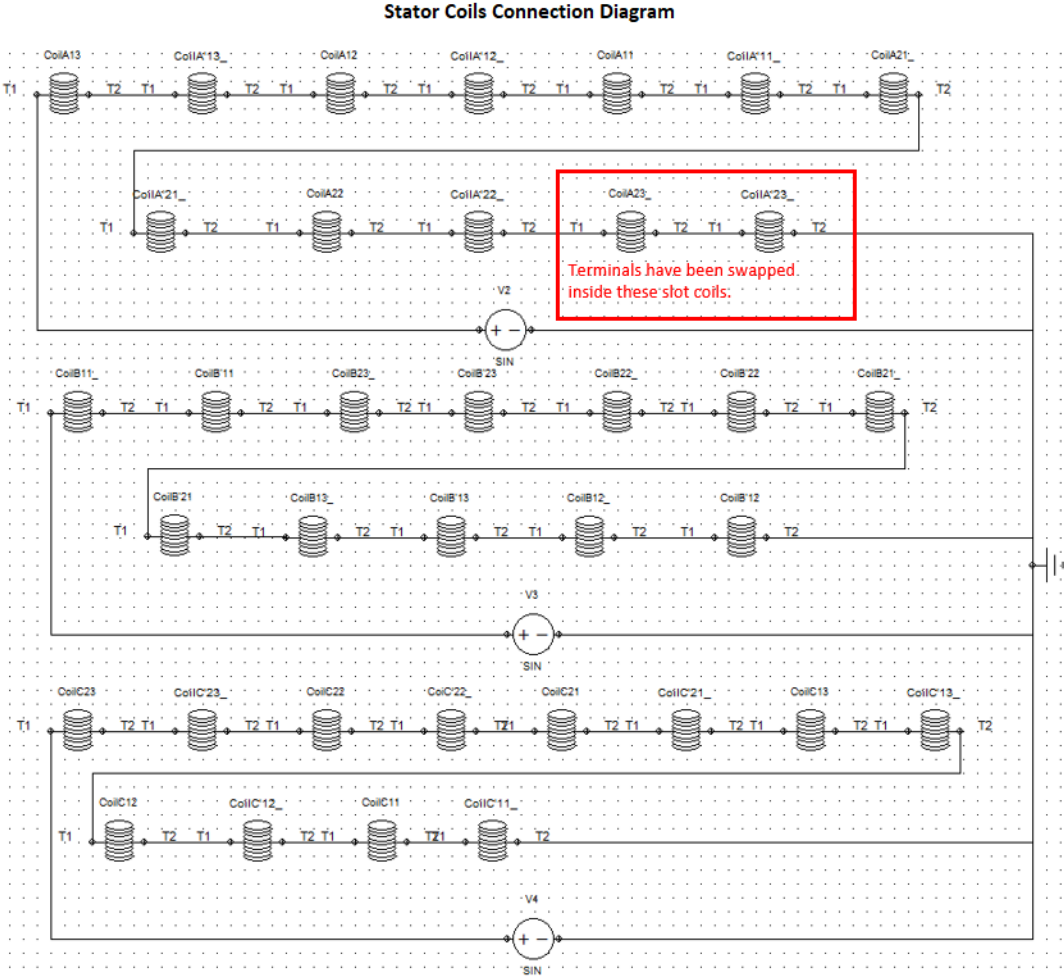 Stator Coils Connection Diagram
CoilA13 CoilA'13_ CoilA12 CoilA'12_ CoilA11 CoilA'11_ CoilA21_
T1 T2 T1 T2 T1 T2 T1 T2 T1 T2 T1 T2 T1 T2
CoilA'21_ CoilA22 CoilA'22_ CoilA23_ CoilA'23_
T1 T2 T1 T2 T1 T2 T1 T2 T1 T2
Terminals have been swapped
inside these slot coils.
V2
+ −
SIN
CoilB11_ CoilB'11 CoilB23_ CoilB'23 CoilB22_ CoilB'22 CoilB21_
T1 T2 T1 T2 T1 T2 T1 T2 T1 T2 T1 T2 T1 T2
CoilB'21 CoilB13_ CoilB'13 CoilB12_ CoilB'12
T1 T2 T1 T2 T1 T2 T1 T2 T1 T2
V3
+ −
SIN
CoilC23 CoilC'23_ CoilC22 CoilC'22_ CoilC21 CoilC'21_ CoilC13 CoilC'13_
T1 T2 T1 T2 T1 T2 T1 T2 T1 T2 T1 T2 T1 T2 T1 T2
CoilC12 CoilC'12_ CoilC11 CoilC'11_
T1 T2 T1 T2 T1 T2 T1 T2
V4
+ −
SIN